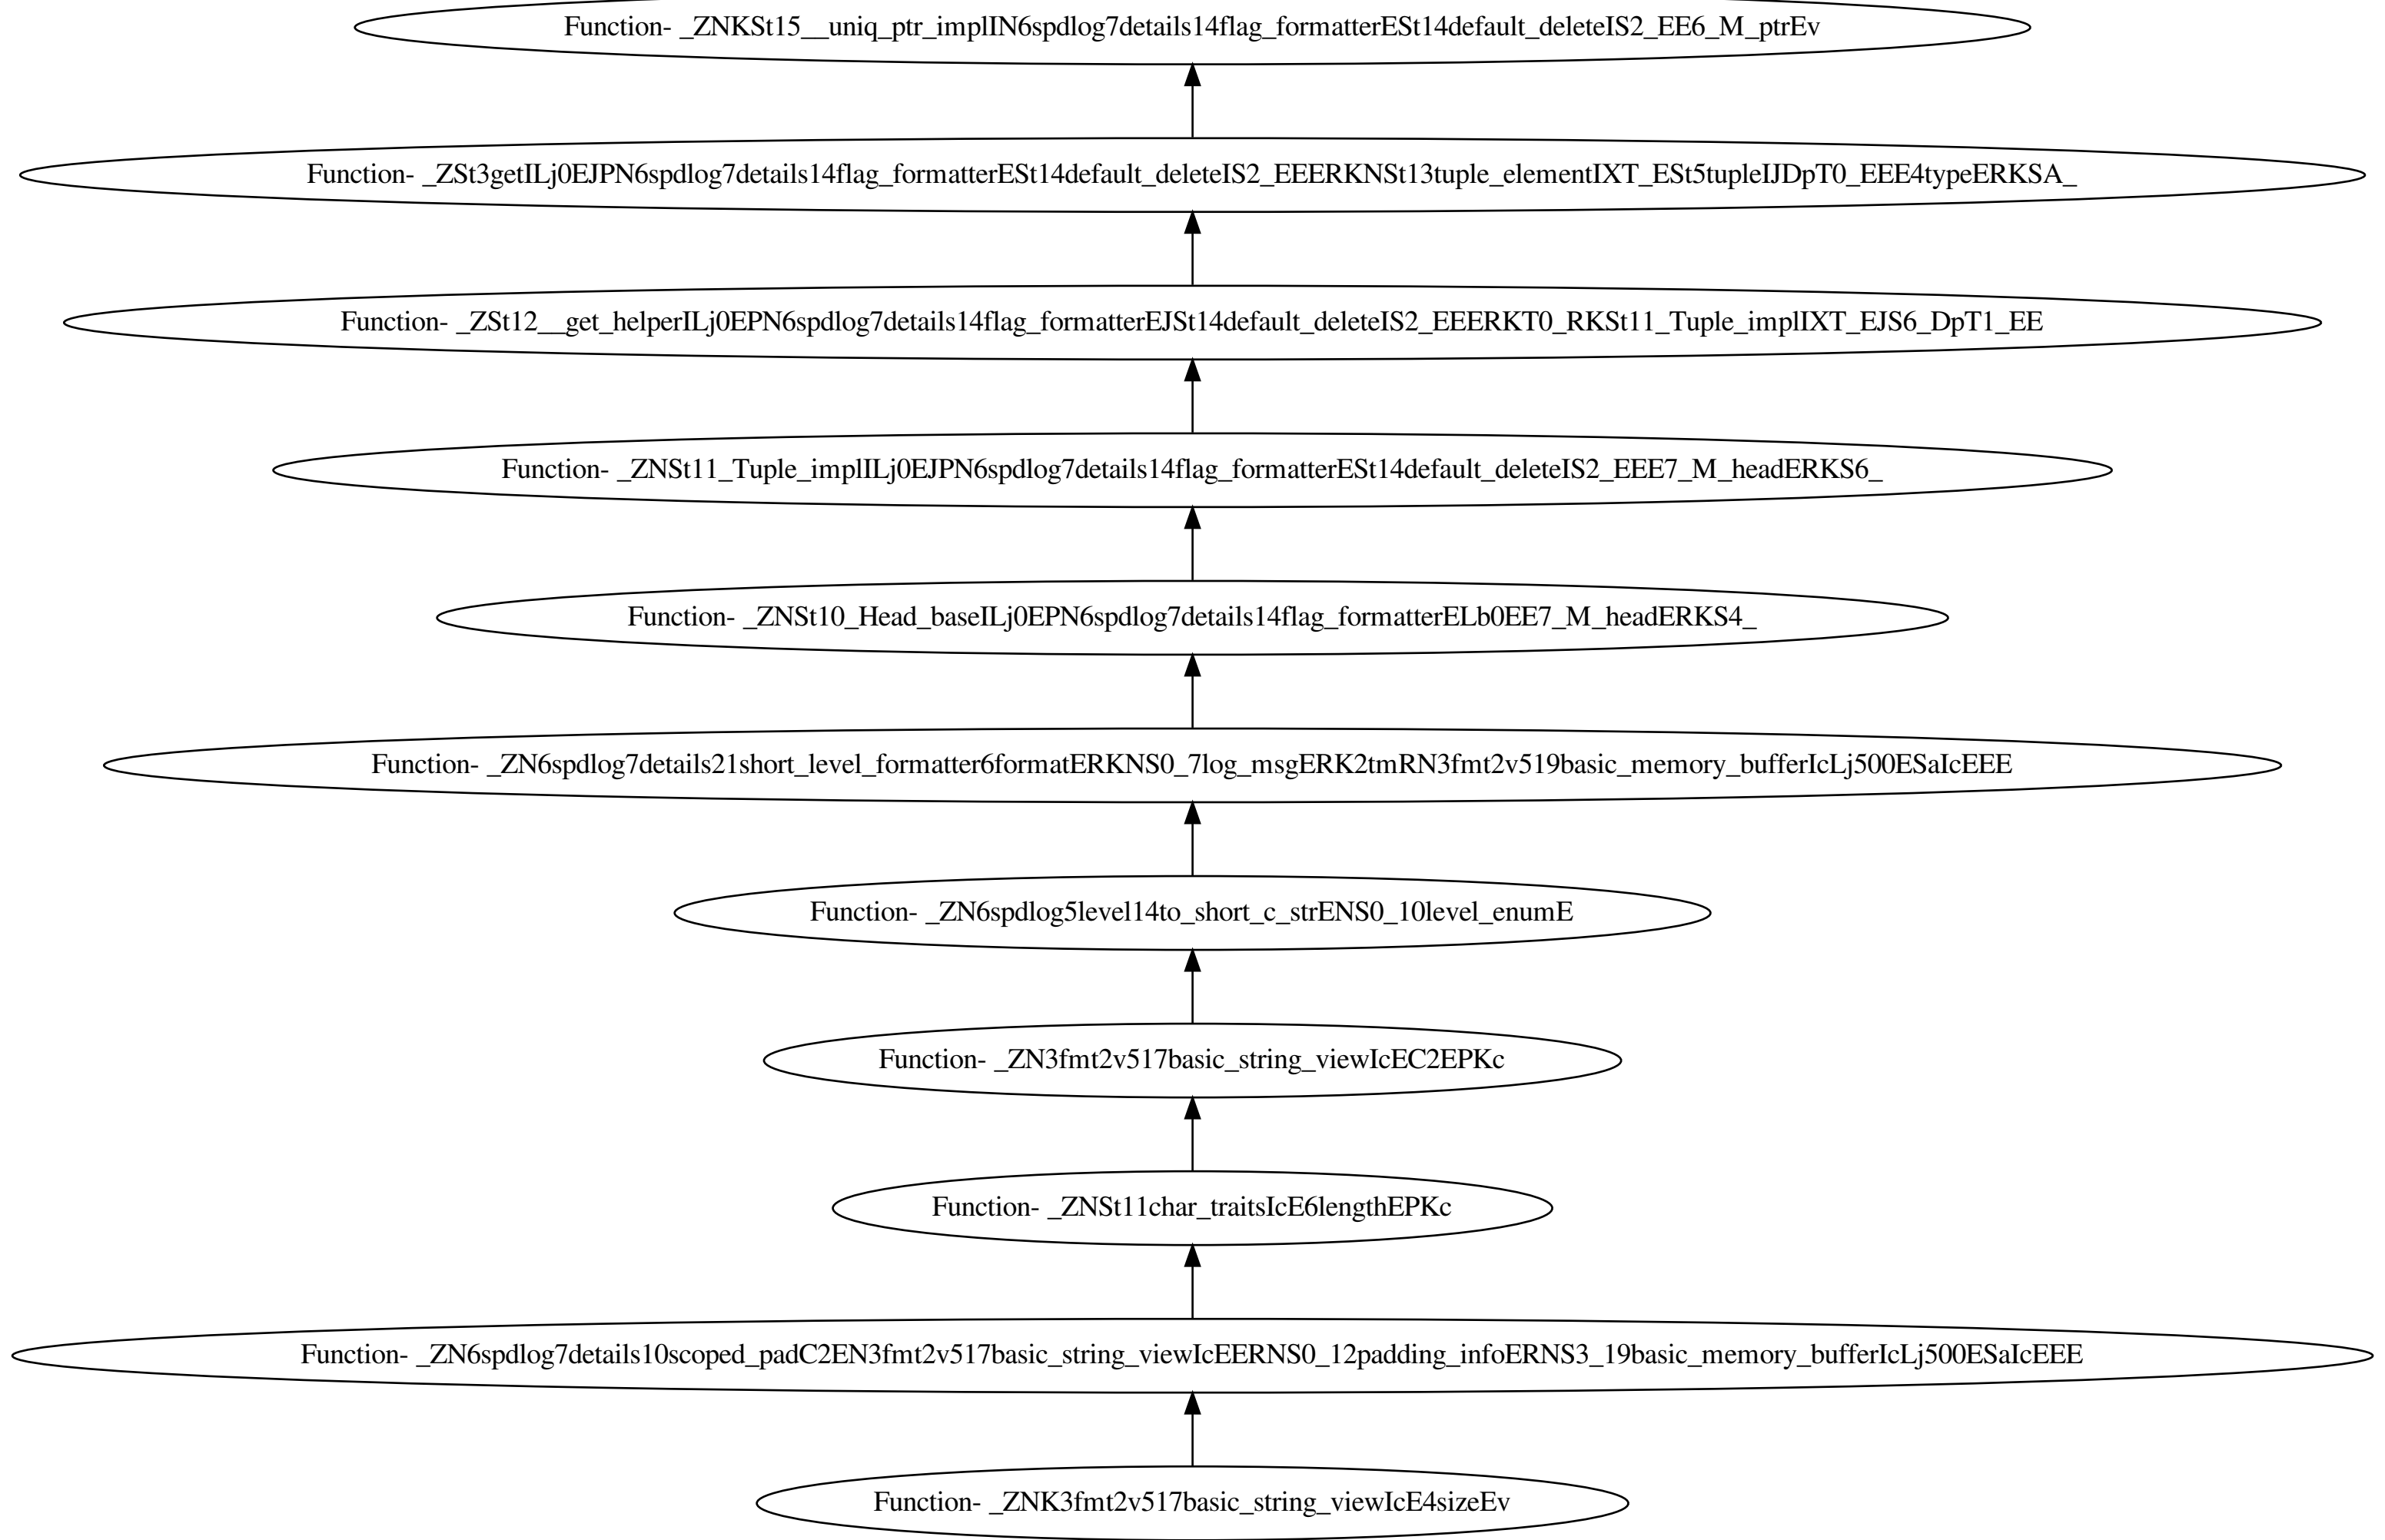 Function- _ZNKSt15__uniq_ptr_implIN6spdlog7details14flag_formatterESt14default_deleteIS2_EE6_M_ptrEv
Function- _ZSt3getILj0EJPN6spdlog7details14flag_formatterESt14default_deleteIS2_EEERKNSt13tuple_elementIXT_ESt5tupleIJDpT0_EEE4typeERKSA_
Function- _ZSt12__get_helperILj0EPN6spdlog7details14flag_formatterEJSt14default_deleteIS2_EEERKT0_RKSt11_Tuple_implIXT_EJS6_DpT1_EE
Function- _ZNSt11_Tuple_implILj0EJPN6spdlog7details14flag_formatterESt14default_deleteIS2_EEE7_M_headERKS6_
Function- _ZNSt10_Head_baseILj0EPN6spdlog7details14flag_formatterELb0EE7_M_headERKS4_
Function- _ZN6spdlog7details21short_level_formatter6formatERKNS0_7log_msgERK2tmRN3fmt2v519basic_memory_bufferIcLj500ESaIcEEE
Function- _ZN6spdlog5level14to_short_c_strENS0_10level_enumE
Function- _ZN3fmt2v517basic_string_viewIcEC2EPKc
Function- _ZNSt11char_traitsIcE6lengthEPKc
Function- _ZN6spdlog7details10scoped_padC2EN3fmt2v517basic_string_viewIcEERNS0_12padding_infoERNS3_19basic_memory_bufferIcLj500ESaIcEEE
Function- _ZNK3fmt2v517basic_string_viewIcE4sizeEv